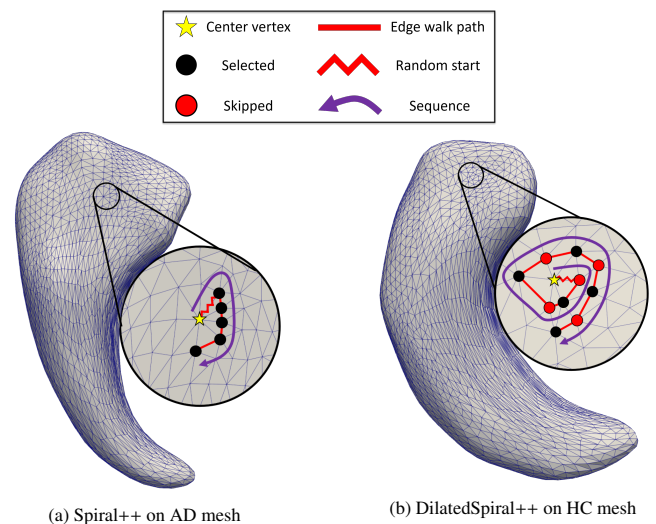 Center vertex
Edge walk path
Selected
Random start
Skipped
Sequence
(a) Spiral++ on AD mesh
(b) DilatedSpiral++ on HC mesh